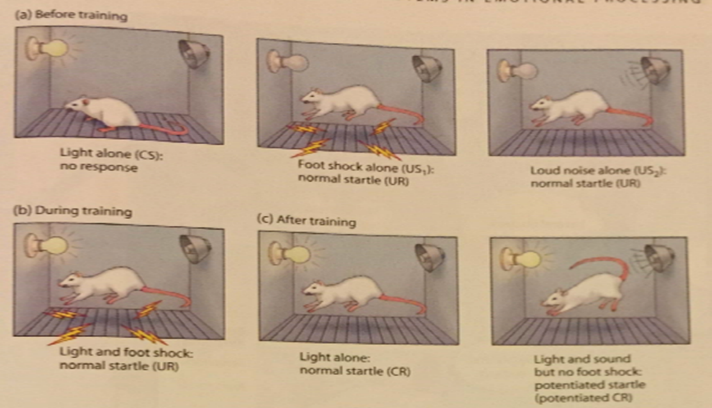 EMOTIONAL PROCESSING
(a) Before training
Light alone (CS):
no response
Foot shock alone (US₁):
normal startle (UR)
Loud noise alone (US₂):
normal startle (UR)
(b) During training
Light and foot shock:
normal startle (UR)
(c) After training
Light alone:
normal startle (CR)
Light and sound
but no foot shock:
potentiated startle
(potentiated CR)